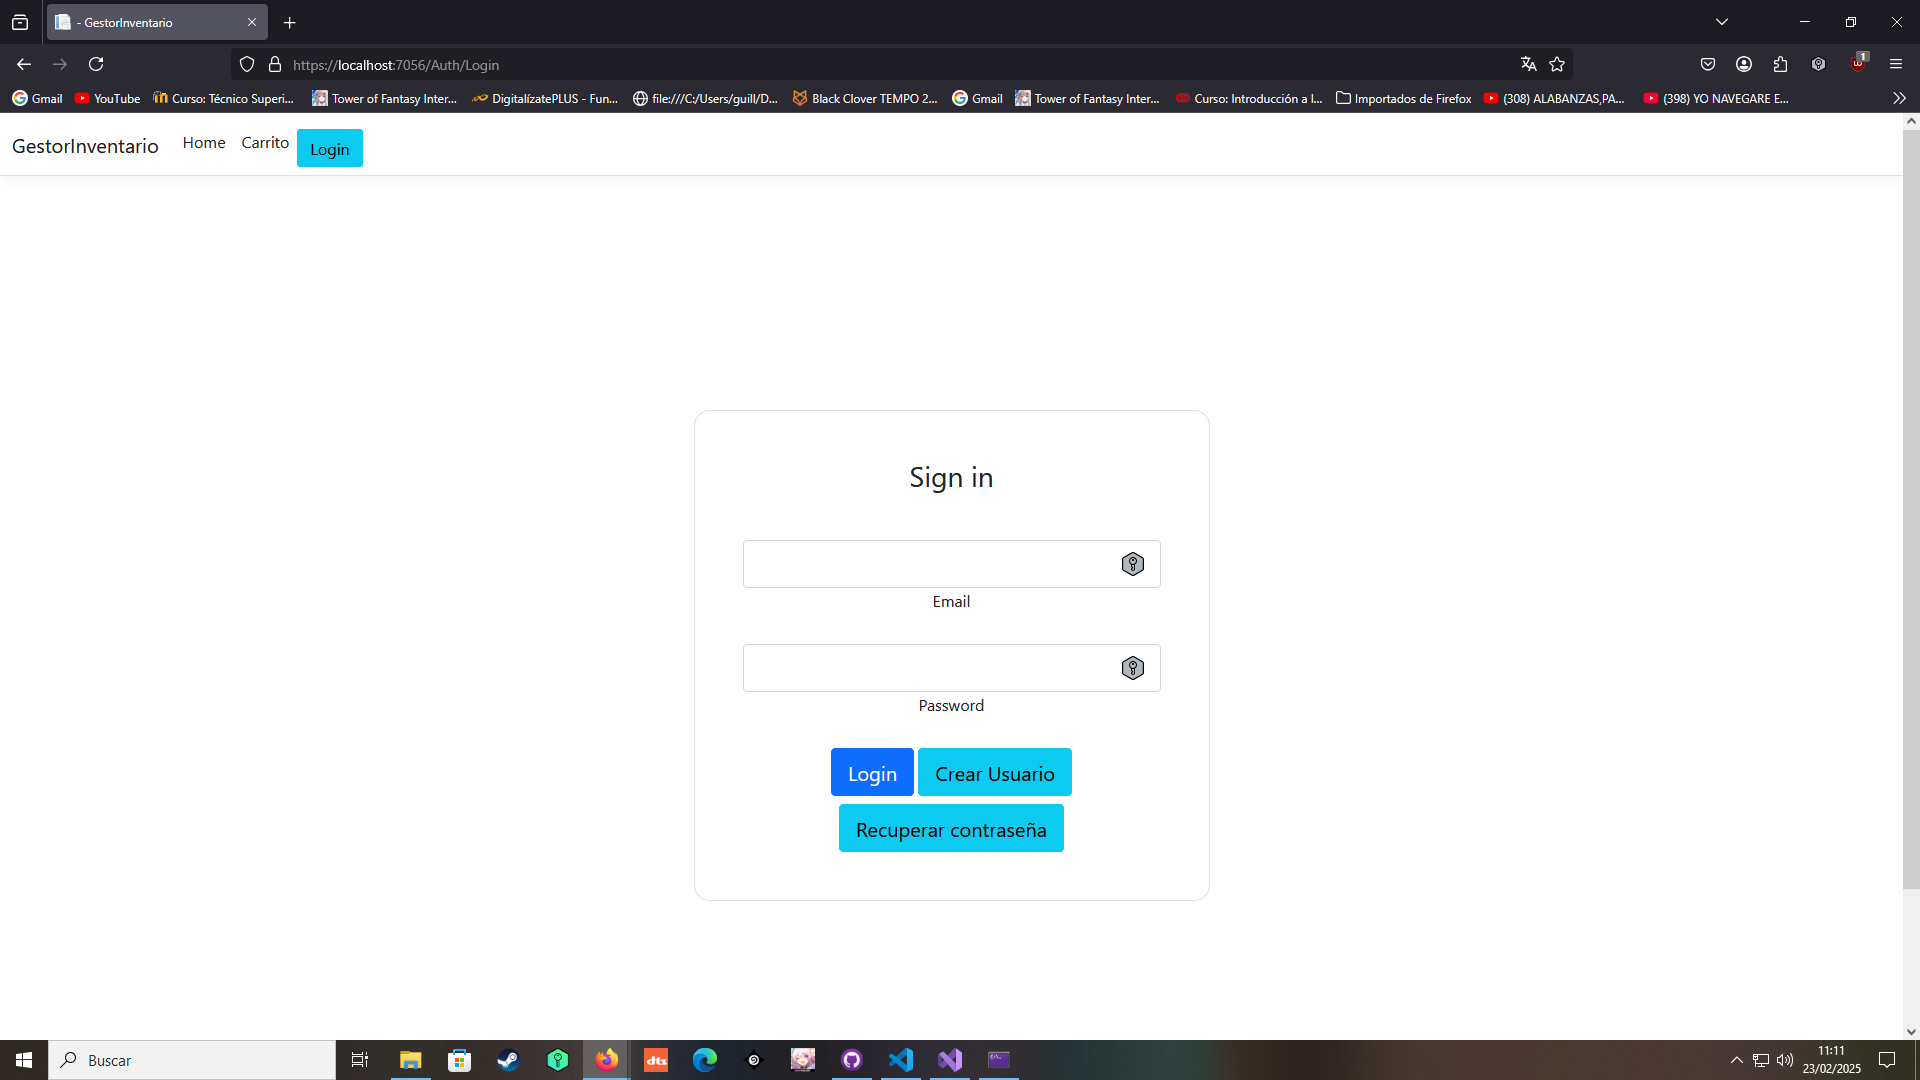 - GestorInventario
https://localhost:7056/Auth/Login
1
Gmail
YouTube
Curso: Técnico Superi...
Tower of Fantasy Inter...
DigitalízatePLUS - Fun...
file:///C:/Users/guill/D...
Black Clover TEMPO 2...
Gmail
Tower of Fantasy Inter...
Curso: Introducción a l...
Importados de Firefox
(308) ALABANZAS,PA...
(398) YO NAVEGARE E...
GestorInventario
Home
Carrito
Login
Sign in
Email
Password
Login
Crear Usuario
Recuperar contraseña
Buscar
dts
11:11
23/02/2025